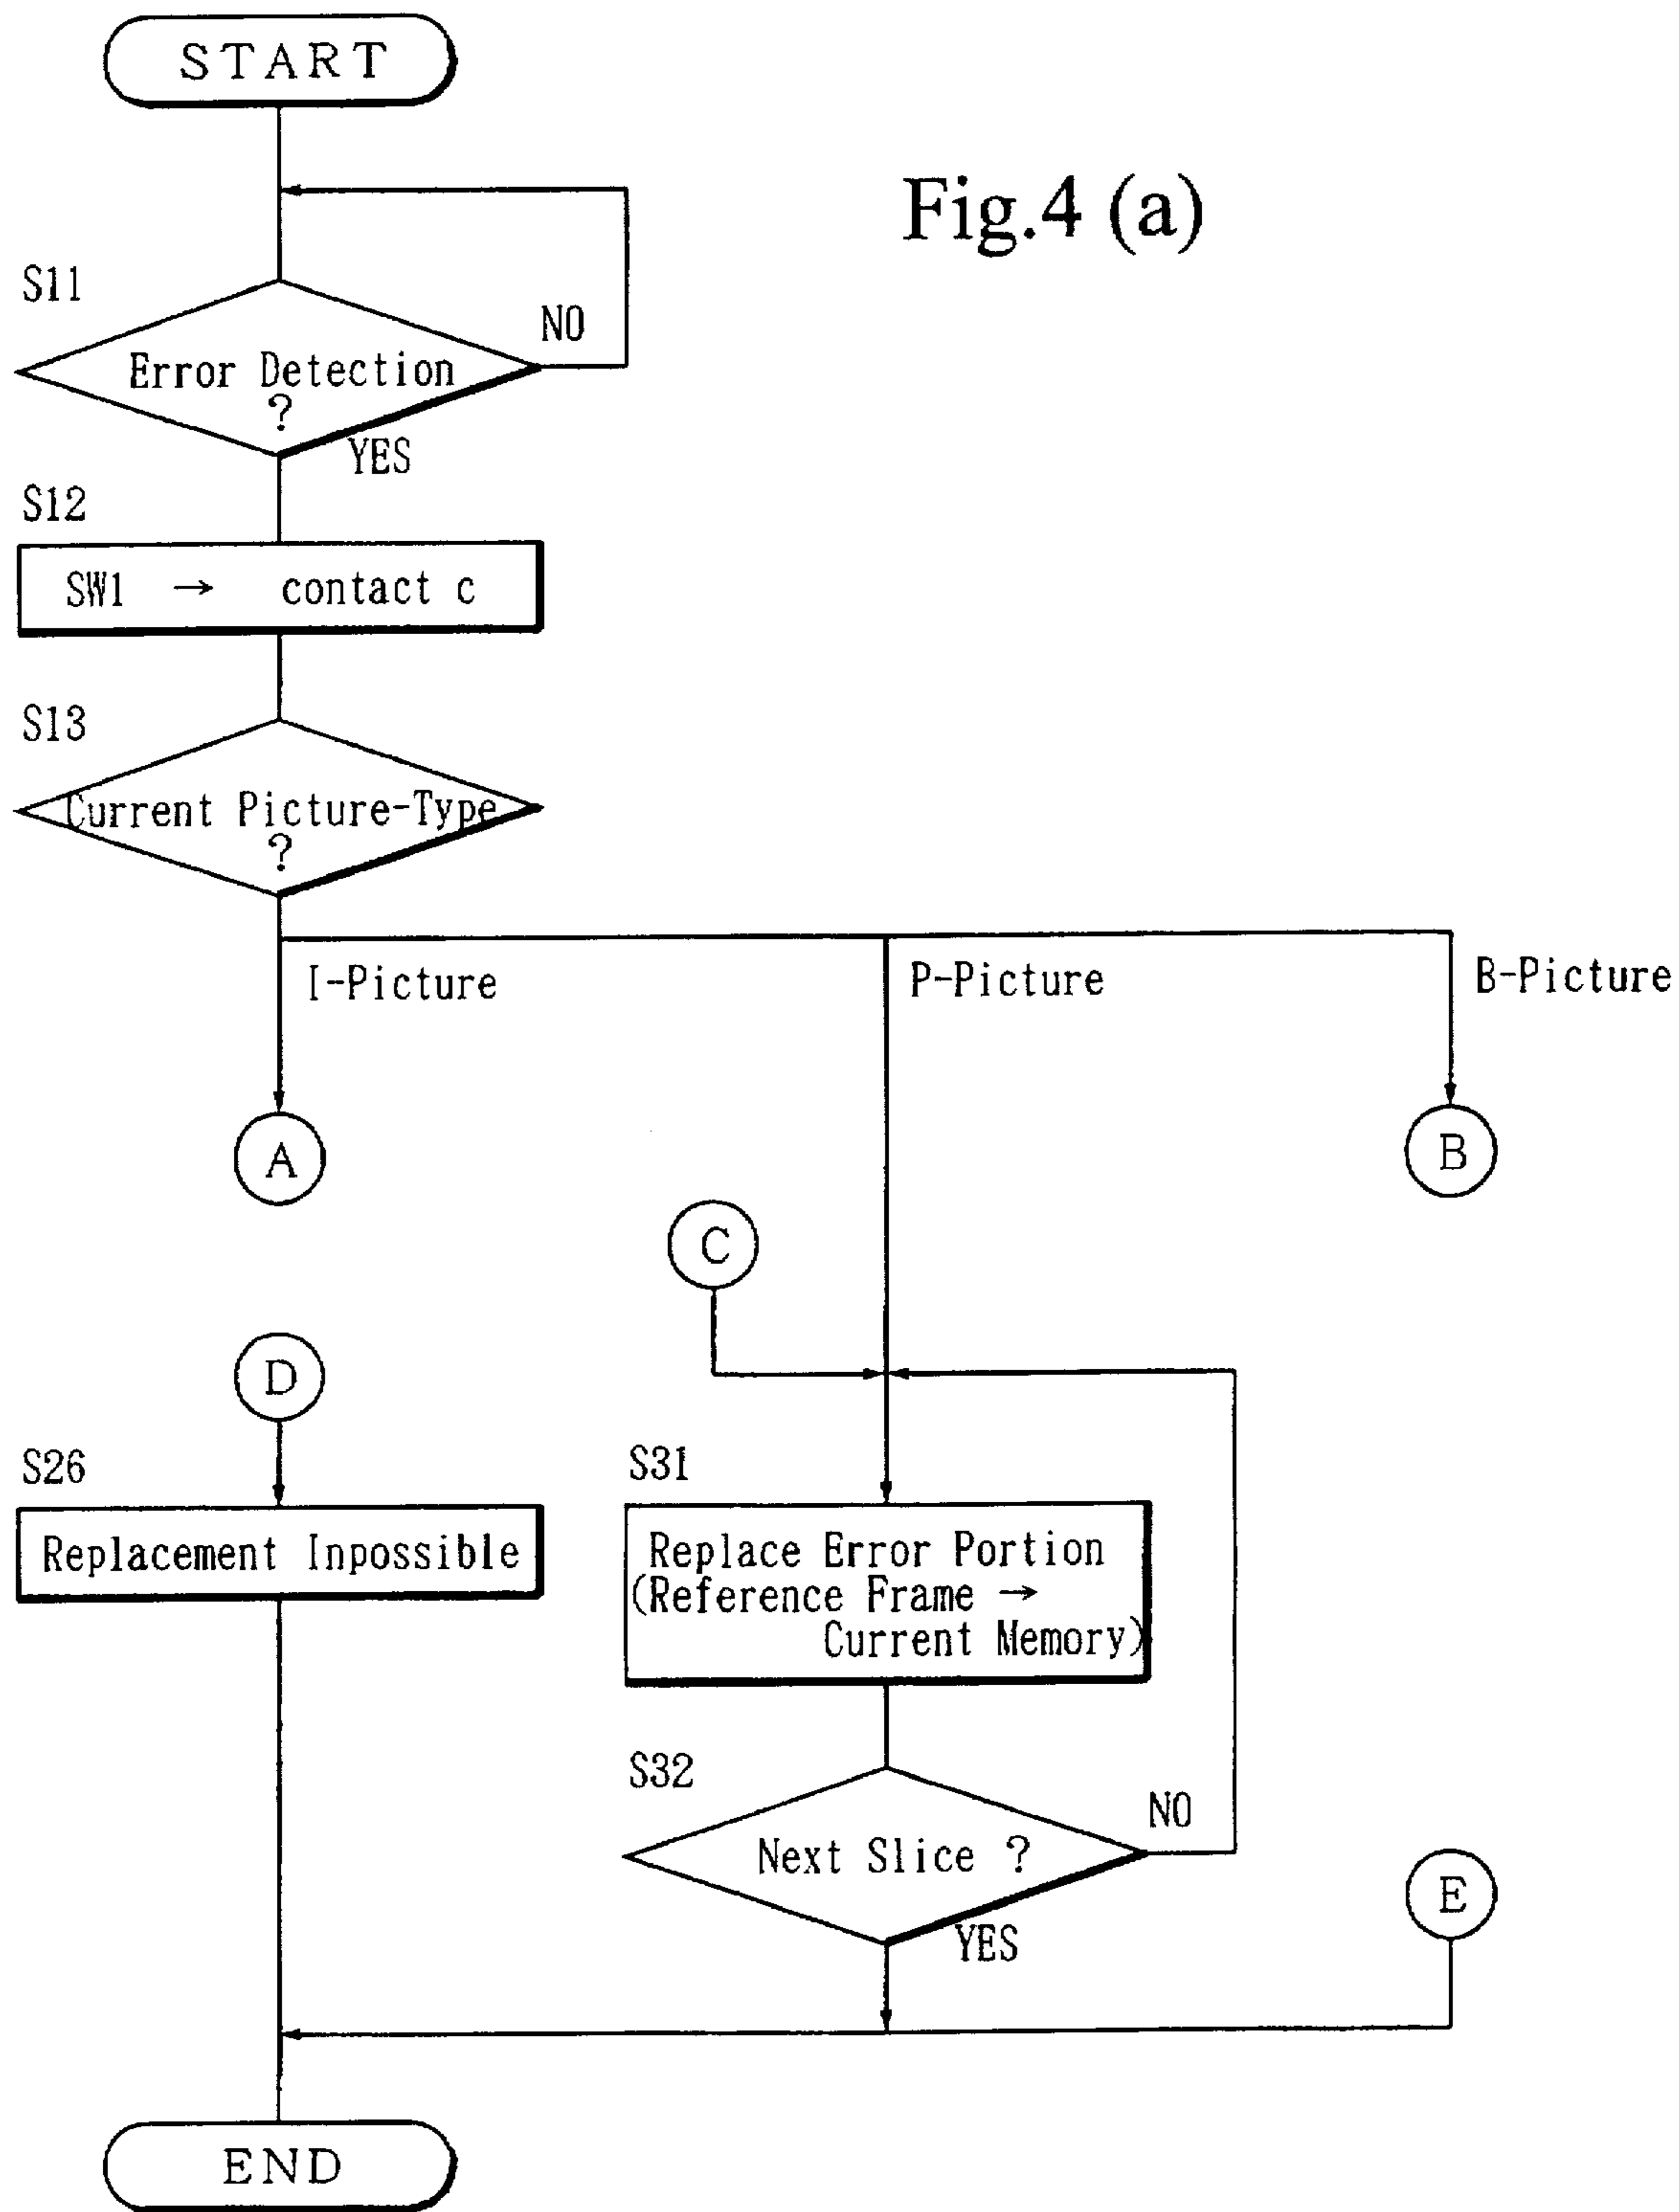 START
Fig.4 (a)
S11
NO
Error Detection
?
YES
S12
SW1 → contact c
S13
Current Picture-Type
?
I-Picture
P-Picture
B-Picture
A
B
C
D
S26
S31
Replacement Inpossible
Replace Error Portion
(Reference Frame →
Current Memory)
S32
NO
Next Slice ?
E
YES
END